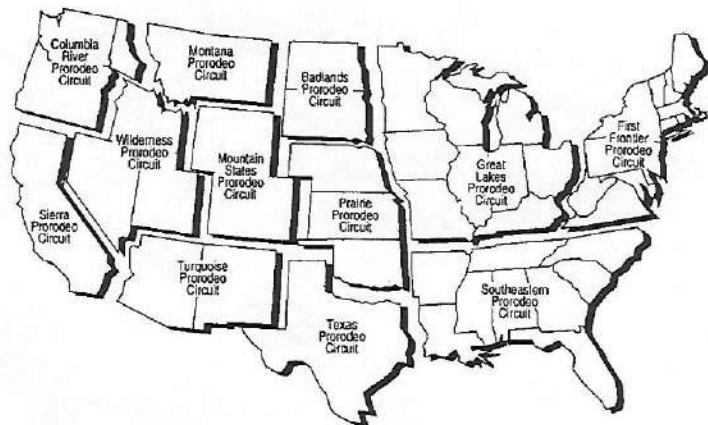 Columbia
River
Prorodeo
Circuit
Montana
Prorodeo
Circuit
Badlands
Prorodeo
Circuit
First
Frontier
Prorodeo
Circuit
Wilderness
Prorodeo
Circuit
Mountain
States
Prorodeo
Circuit
Great
Lakes
Prorodeo
Circuit
Prairie
Prorodeo
Circuit
Sierra
Prorodeo
Circuit
Turquoise
Prorodeo
Circuit
Southeastern
Prorodeo
Circuit
Texas
Prorodeo
Circuit